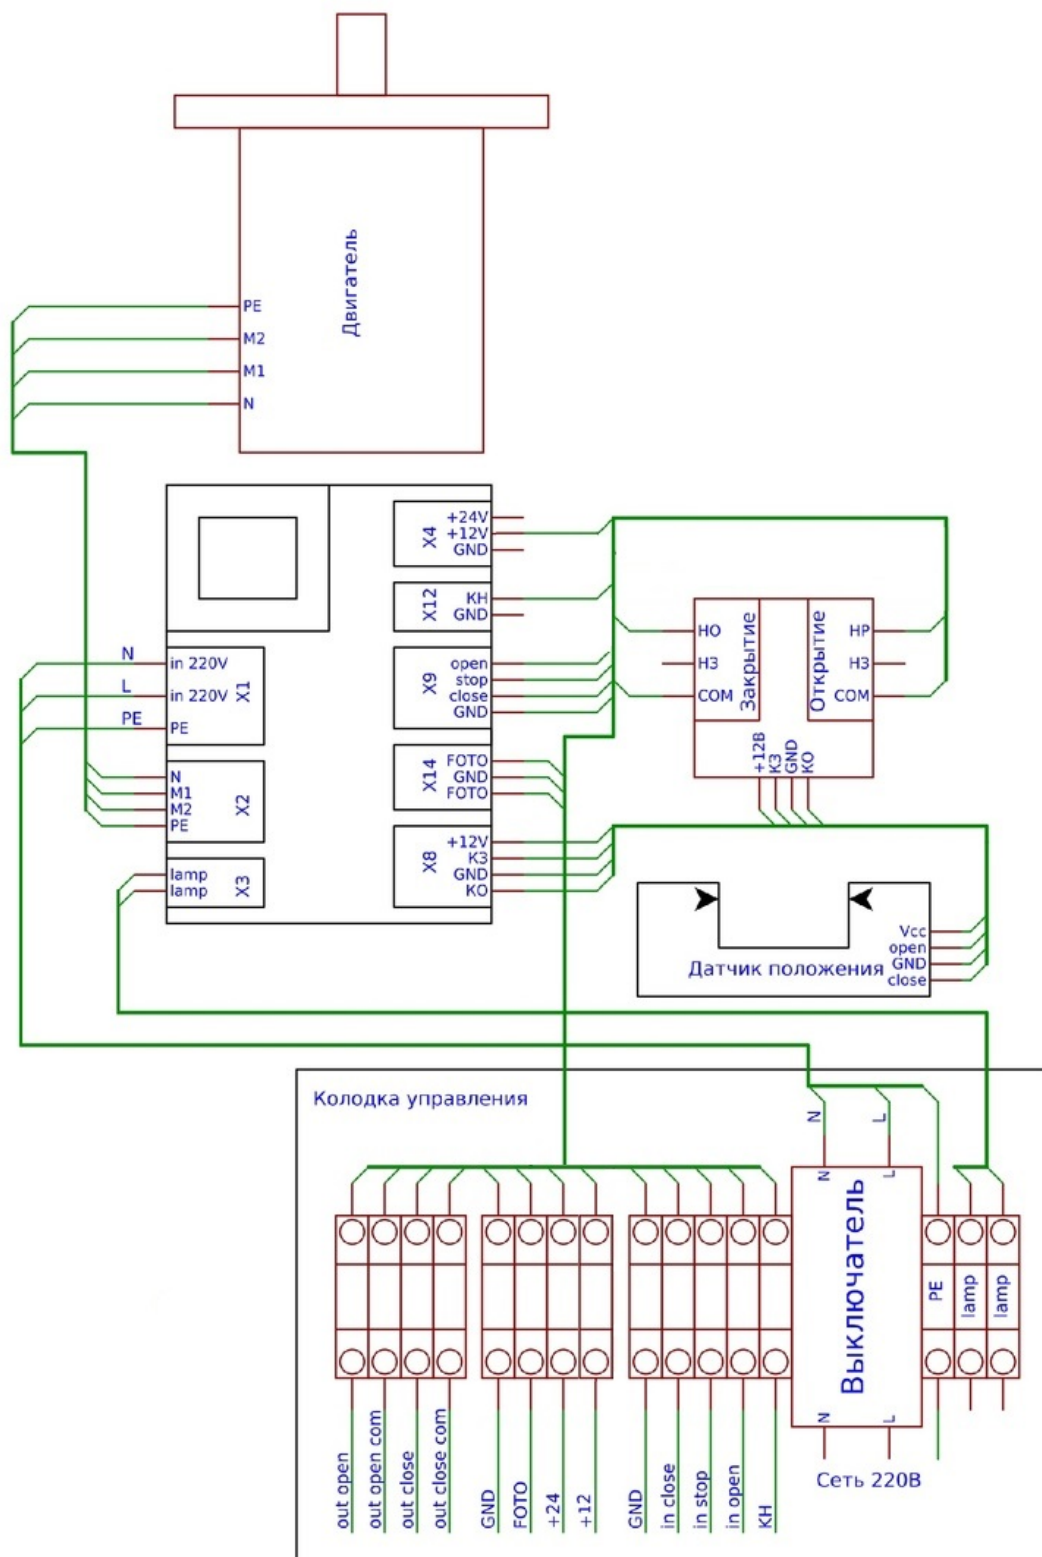 Двигатель
PE
M2
M1
N
+24V
+12V
GND
X4
KH
GND
X12
N
in 220V
L
in 220V
PE
PE
X1
open
stop
close
GND
X9
НО
НЗ
COM
Закрытие
НР
НЗ
COM
Открытие
+12В
КЗ
GND
КО
N
M1
M2
PE
X2
FOTO
GND
FOTO
X14
lamp
lamp
X3
+12V
КЗ
GND
КО
X8
Vcc
open
GND
close
Датчик положения
Колодка управления
N
L
N
L
Выключатель
PE
lamp
lamp
N
L
Сеть 220В
out open
out open com
out close
out close com
GND
FOTO
+24
+12
GND
in close
in stop
in open
KH